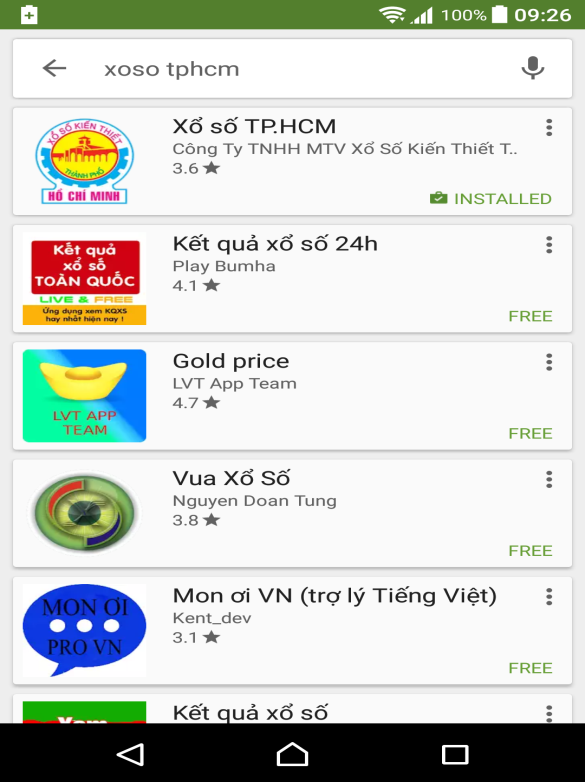 100% 09:26
xoso tphcm
XỔ SỐ KIẾN THIẾT
THÀNH PHỐ
HỒ CHÍ MINH
Xổ số TP.HCM
Công Ty TNHH MTV Xổ Số Kiến Thiết T..
3.6
INSTALLED
Kết quả
xổ số
TOÀN QUỐC
LIVE & FREE
Ứng dụng xem KQXS
hay nhất hiện nay !
Kết quả xổ số 24h
Play Bumha
4.1
FREE
LVT APP
TEAM
Gold price
LVT App Team
4.7
FREE
Vua Xổ Số
Nguyen Doan Tung
3.8
FREE
MON ƠI
PRO VN
Mon ơi VN (trợ lý Tiếng Việt)
Kent_dev
3.1
FREE
Xem
Kết quả xổ số